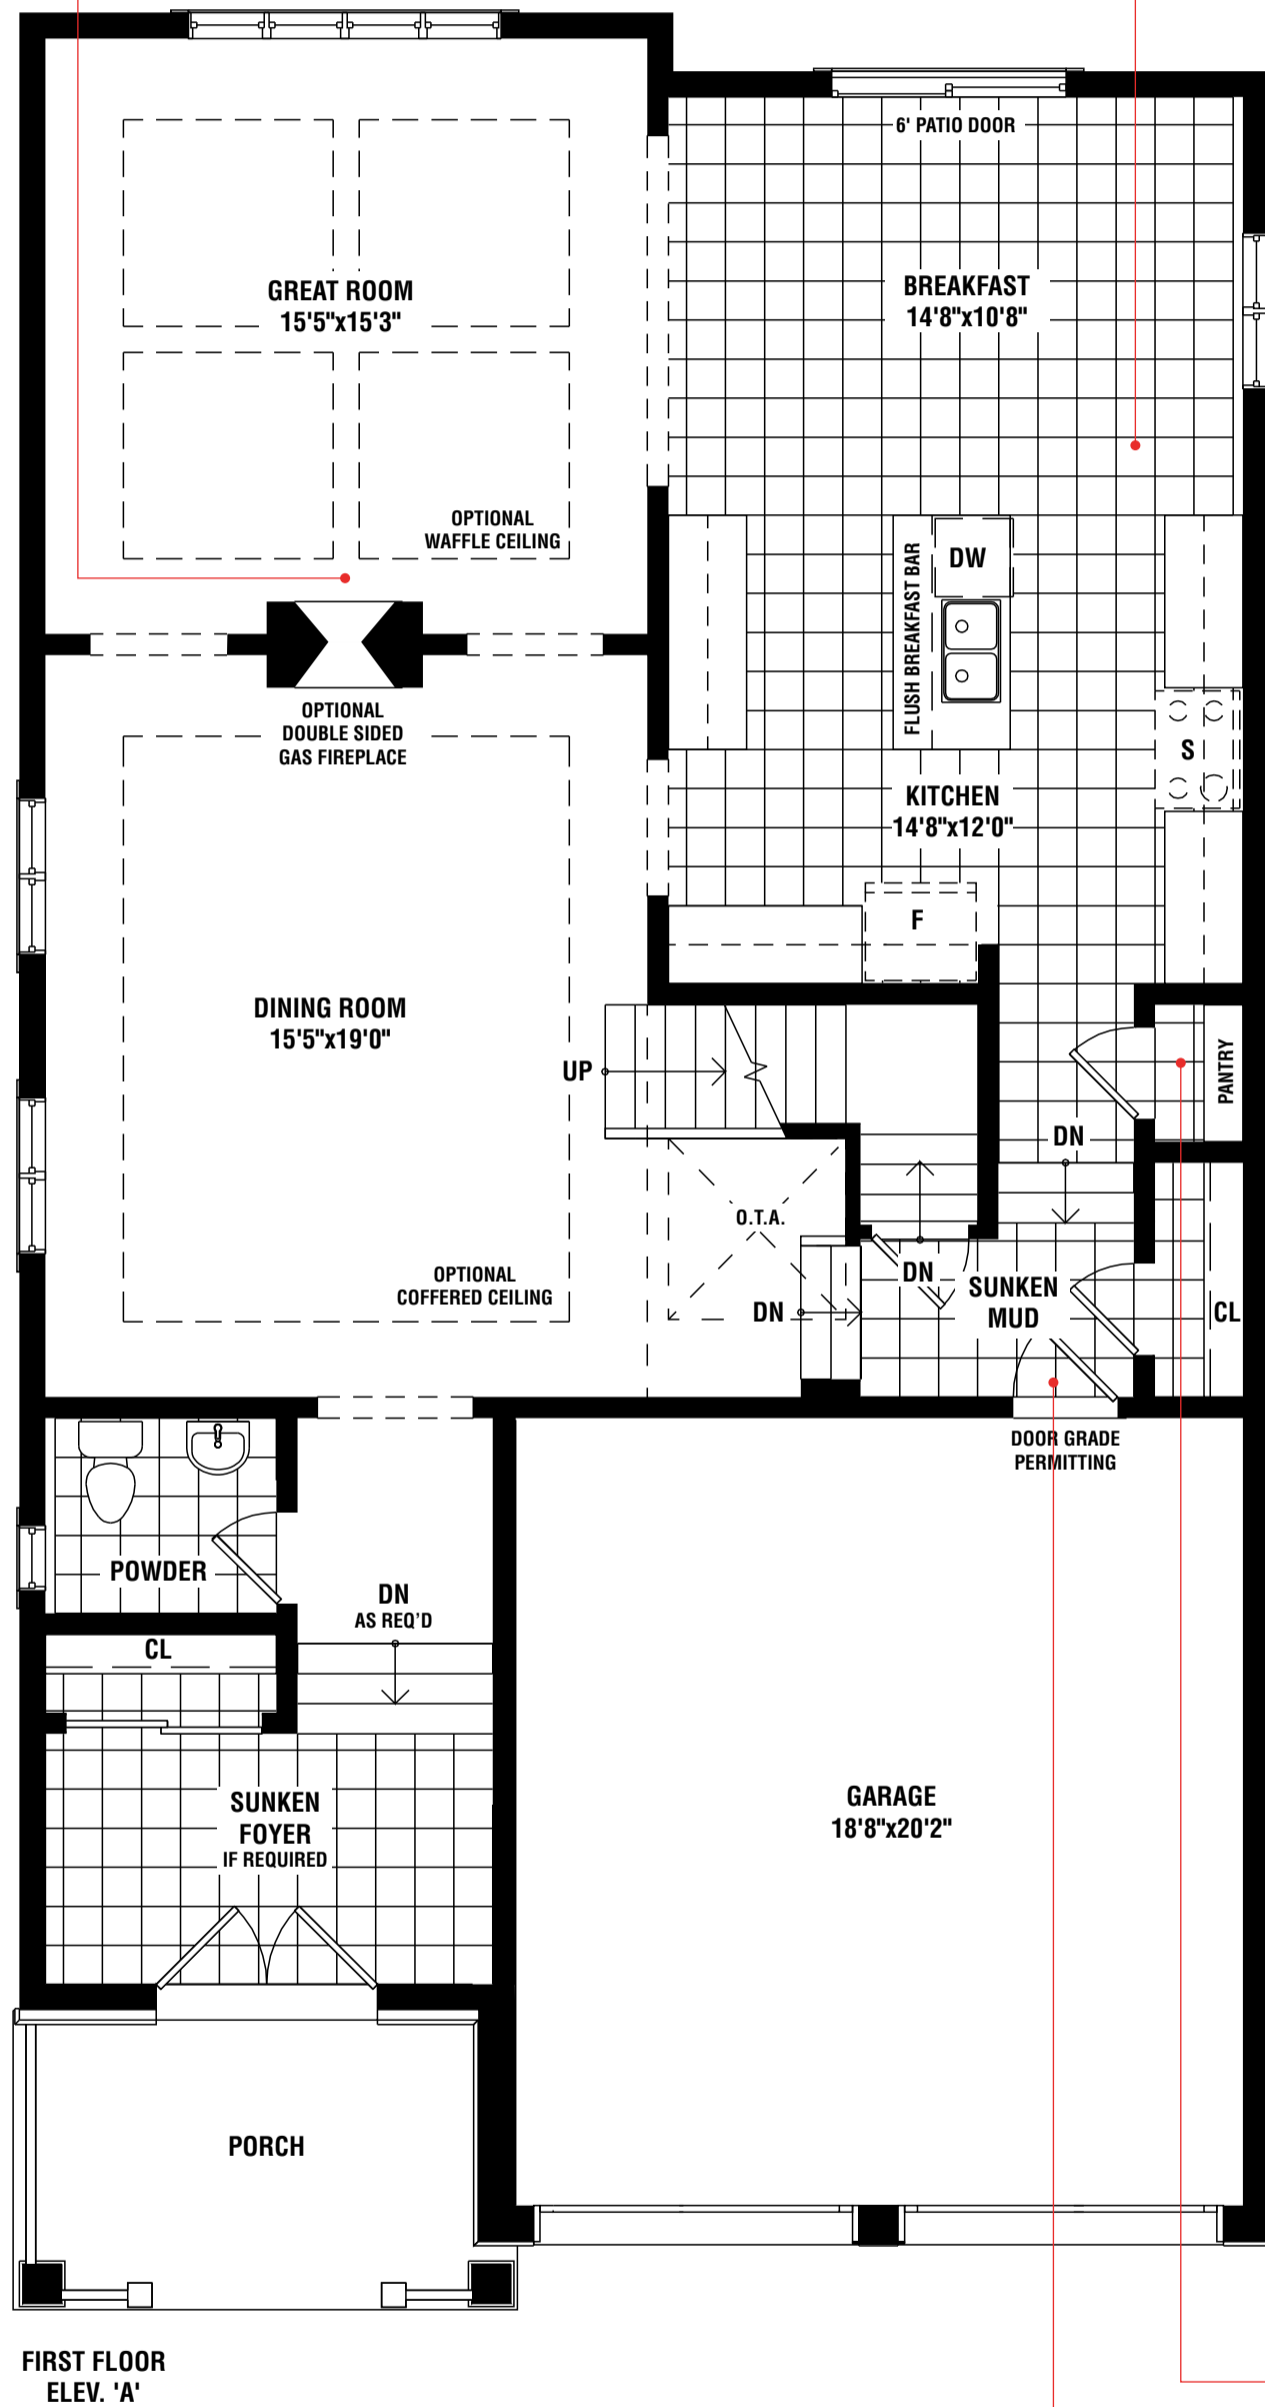 6' PATIO DOOR
GREAT ROOM
15'5"x15'3"
BREAKFAST
14'8"x10'8"
OPTIONAL
WAFFLE CEILING
FLUSH BREAKFAST BAR
DW
OPTIONAL
DOUBLE SIDED
GAS FIREPLACE
S
KITCHEN
14'8"x12'0"
F
DINING ROOM
15'5"x19'0"
UP
PANTRY
DN
O.T.A.
OPTIONAL
COFFERED CEILING
DN
DN
SUNKEN
MUD
CL
DOOR GRADE
PERMITTING
POWDER
DN
AS REQ'D
CL
SUNKEN
FOYER
IF REQUIRED
GARAGE
18'8"x20'2"
PORCH
FIRST FLOOR
ELEV. 'A'